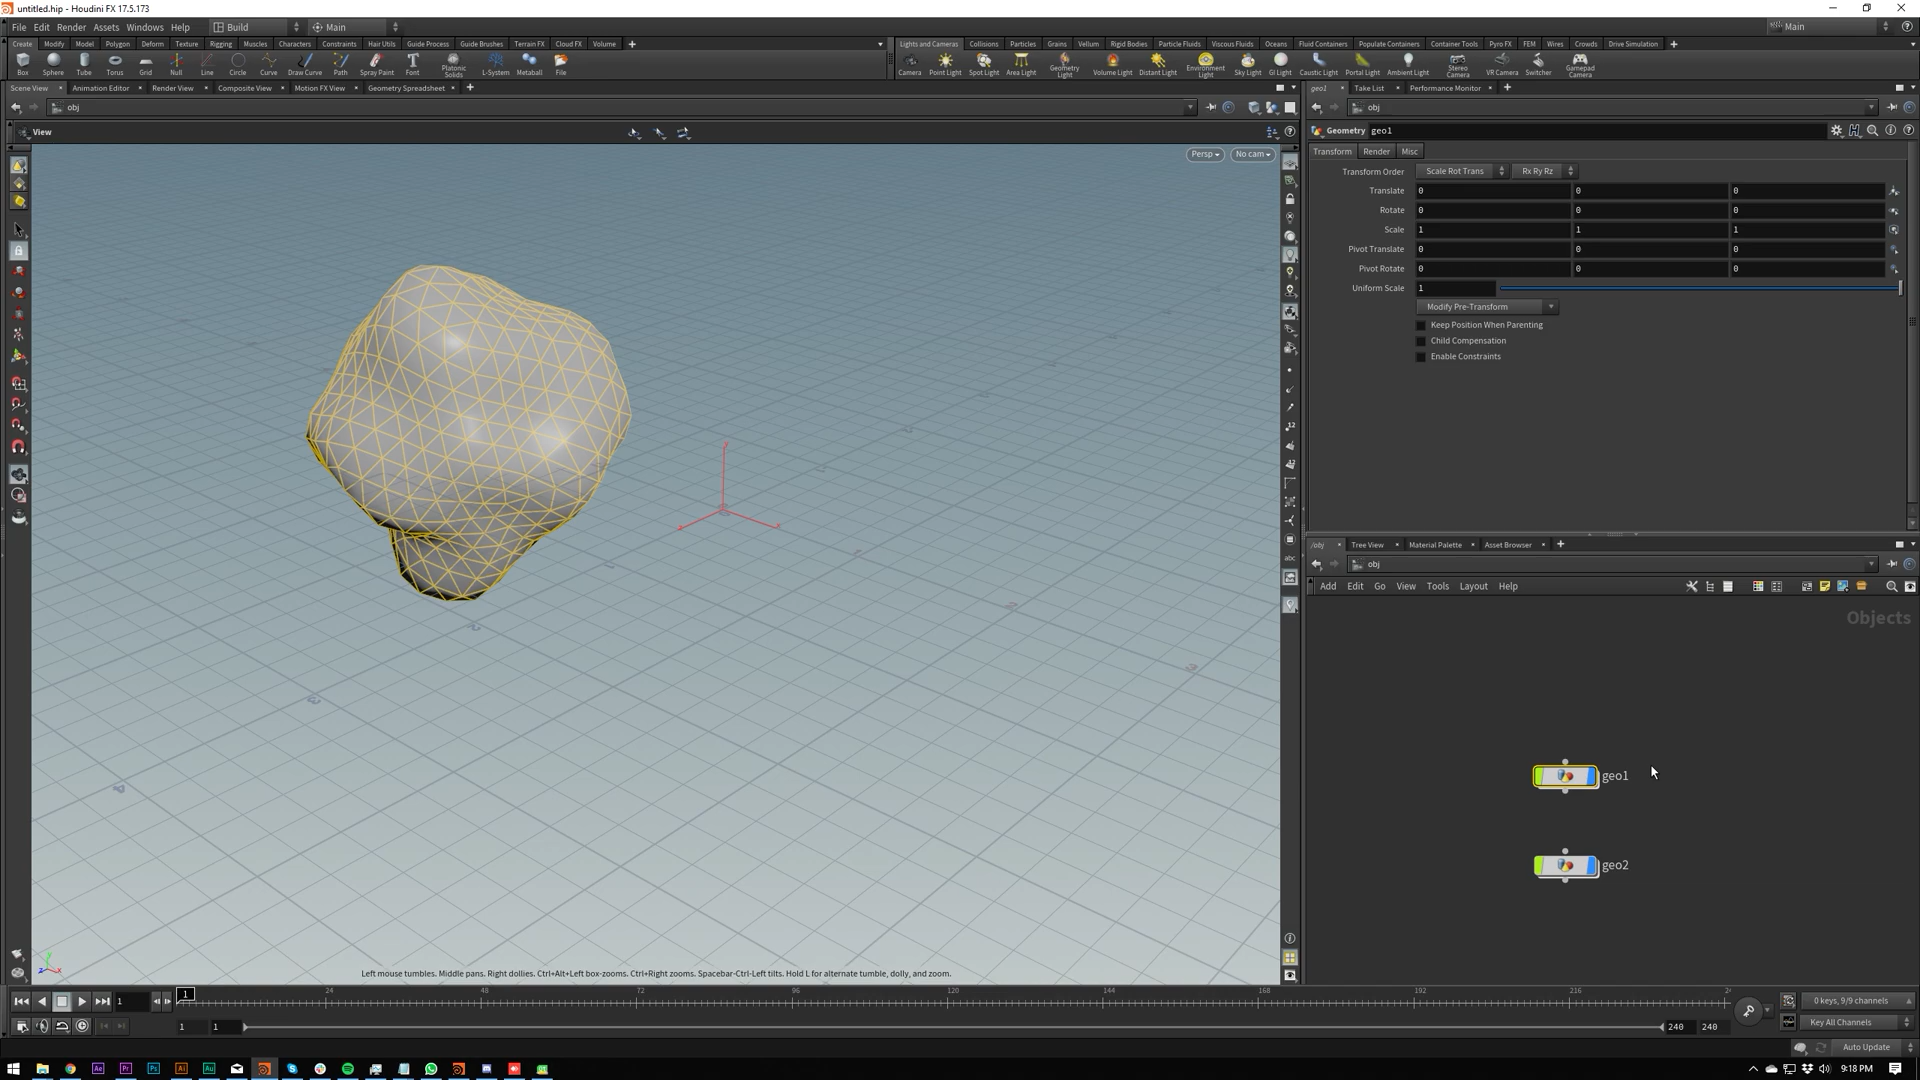 untitled.hip - Houdini FX 17.5.173
File Edit Render Assets Windows Help Build Main Main
Create Modify Model Polygon Deform Texture Rigging Muscles Characters Constraints Hair Utils Guide Process Guide Brushes Terrain FX Cloud FX Volume
Box Sphere Tube Torus Grid Null Line Circle Curve Draw Curve Path Spray Paint Font Platonic Solids L-System Metaball File
Lights and Cameras Collisions Particles Grains Vellum Rigid Bodies Particle Fluids Viscous Fluids Oceans Fluid Containers Populate Containers Container Tools Pyro FX FEM Wires Crowds Drive Simulation
Camera Point Light Spot Light Area Light Geometry Light Volume Light Distant Light Environment Light Sky Light GI Light Caustic Light Portal Light Ambient Light Stereo Camera VR Camera Switcher Gamepad Camera
Scene View Animation Editor Render View Composite View Motion FX View Geometry Spreadsheet
obj
View
Persp No cam
geo1 Take List Performance Monitor
obj
Geometry geo1
Transform Render Misc
Transform Order Scale Rot Trans Rx Ry Rz
Translate 0 0 0
Rotate 0 0 0
Scale 1 1 1
Pivot Translate 0 0 0
Pivot Rotate 0 0 0
Uniform Scale 1
Modify Pre-Transform
Keep Position When Parenting
Child Compensation
Enable Constraints
/obj Tree View Material Palette Asset Browser
obj
Add Edit Go View Tools Layout Help
Objects
geo1
geo2
abc
Left mouse tumbles. Middle pans. Right dollies. Ctrl+Alt+Left box-zooms. Ctrl+Right zooms. Spacebar-Ctrl-Left tilts. Hold L for alternate tumble, dolly, and zoom.
1 1 24 48 72 96 120 144 168 192 216
0 keys, 9/9 channels
1 1 240 240
Key All Channels
Auto Update
9:18 PM